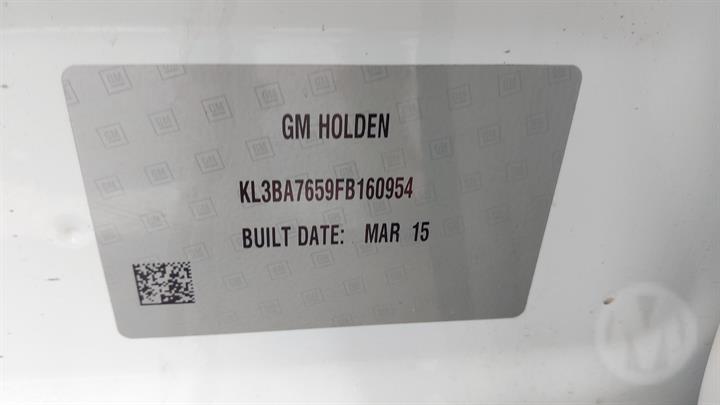 GM HOLDEN
KL3BA7659FB160954
BUILT DATE: MAR 15